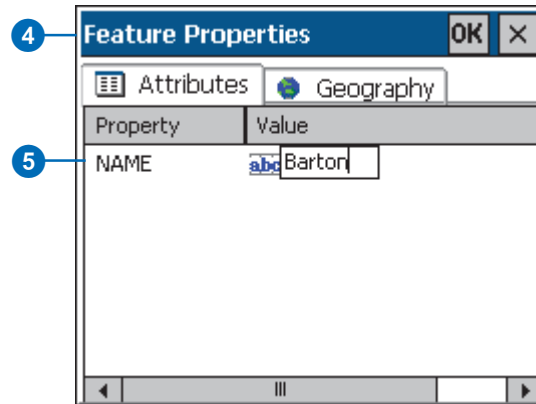 4
Feature Properties OK
Attributes Geography
Property Value
5
NAME abc Barton